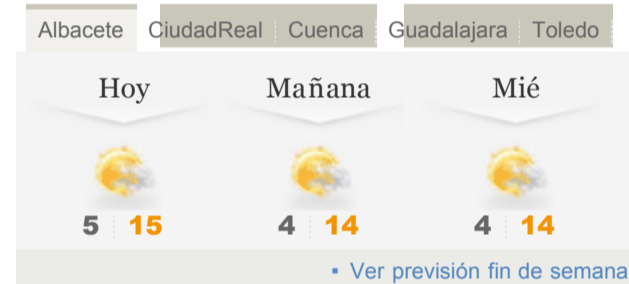 Albacete CiudadReal Cuenca Guadalajara Toledo
Hoy Mañana Mié
5 15 4 14 4 14
▪ Ver previsión fin de semana